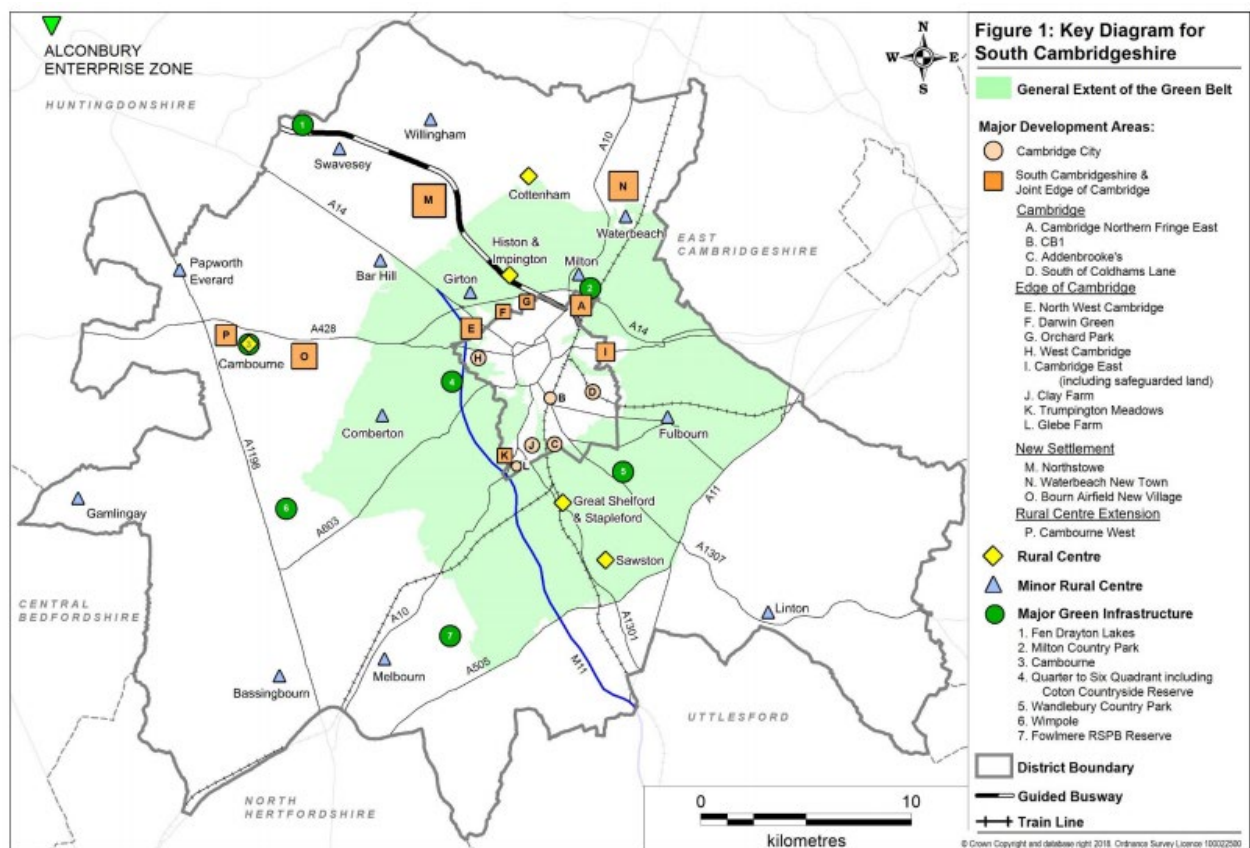 ALCONBURY
ENTERPRISE ZONE
HUNTINGDONSHIRE
N
W
E
S
1
Willingham
Swavesey
M
Cottenham
A10
N
Waterbeach
EAST
CAMBRIDGESHIRE
A14
Histon &
Impington
Papworth
Everard
Bar Hill
Girton
Milton
2
G
F
A
A14
E
P
A428
Cambourne
O
H
I
4
D
B
Comberton
Fulbourn
J
C
K
L
5
A11
A1198
Gamlingay
6
A603
Great Shelford
& Stapleford
Sawston
A1307
CENTRAL
BEDFORDSHIRE
A10
A1301
Linton
7
Melbourn
A505
M11
Bassingbourn
UTTLESFORD
NORTH
HERTFORDSHIRE
0
10
kilometres
Figure 1: Key Diagram for
South Cambridgeshire
General Extent of the Green Belt
Major Development Areas:
Cambridge City
South Cambridgeshire &
Joint Edge of Cambridge
Cambridge
A. Cambridge Northern Fringe East
B. CB1
C. Addenbrooke's
D. South of Coldhams Lane
Edge of Cambridge
E. North West Cambridge
F. Darwin Green
G. Orchard Park
H. West Cambridge
I. Cambridge East
(including safeguarded land)
J. Clay Farm
K. Trumpington Meadows
L. Glebe Farm
New Settlement
M. Northstowe
N. Waterbeach New Town
O. Bourn Airfield New Village
Rural Centre Extension
P. Cambourne West
Rural Centre
Minor Rural Centre
Major Green Infrastructure
1. Fen Drayton Lakes
2. Milton Country Park
3. Cambourne
4. Quarter to Six Quadrant including
Coton Countryside Reserve
5. Wandlebury Country Park
6. Wimpole
7. Fowlmere RSPB Reserve
District Boundary
Guided Busway
Train Line
© Crown Copyright and database right 2018. Ordnance Survey Licence 100022500